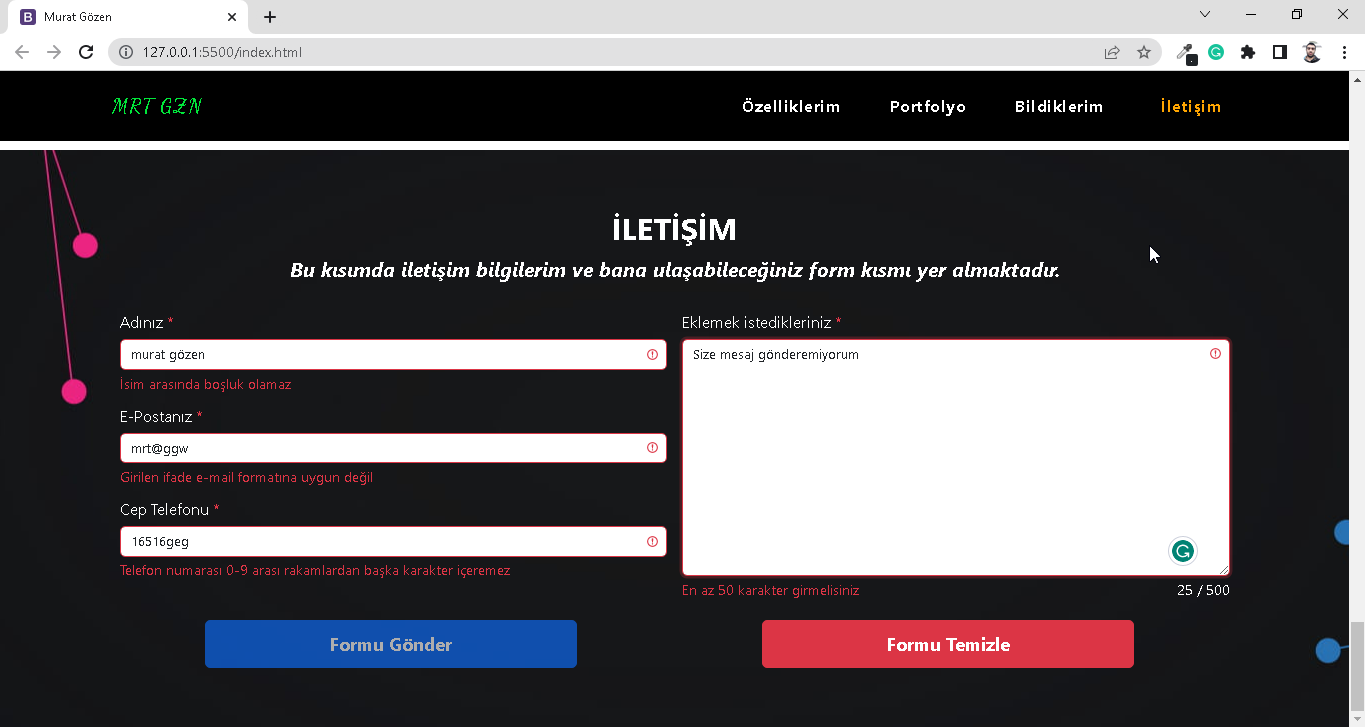 Murat Gözen
127.0.0.1:5500/index.html
MRT GZN
Özelliklerim
Portfolyo
Bildiklerim
İletişim
İLETİŞİM
Bu kısımda iletişim bilgilerim ve bana ulaşabileceğiniz form kısmı yer almaktadır.
Adınız *
murat gözen
İsim arasında boşluk olamaz
E-Postanız *
mrt@ggw
Girilen ifade e-mail formatına uygun değil
Cep Telefonu *
16516geg
Telefon numarası 0-9 arası rakamlardan başka karakter içeremez
Eklemek istedikleriniz *
Size mesaj gönderemiyorum
En az 50 karakter girmelisiniz
25 / 500
Formu Gönder
Formu Temizle